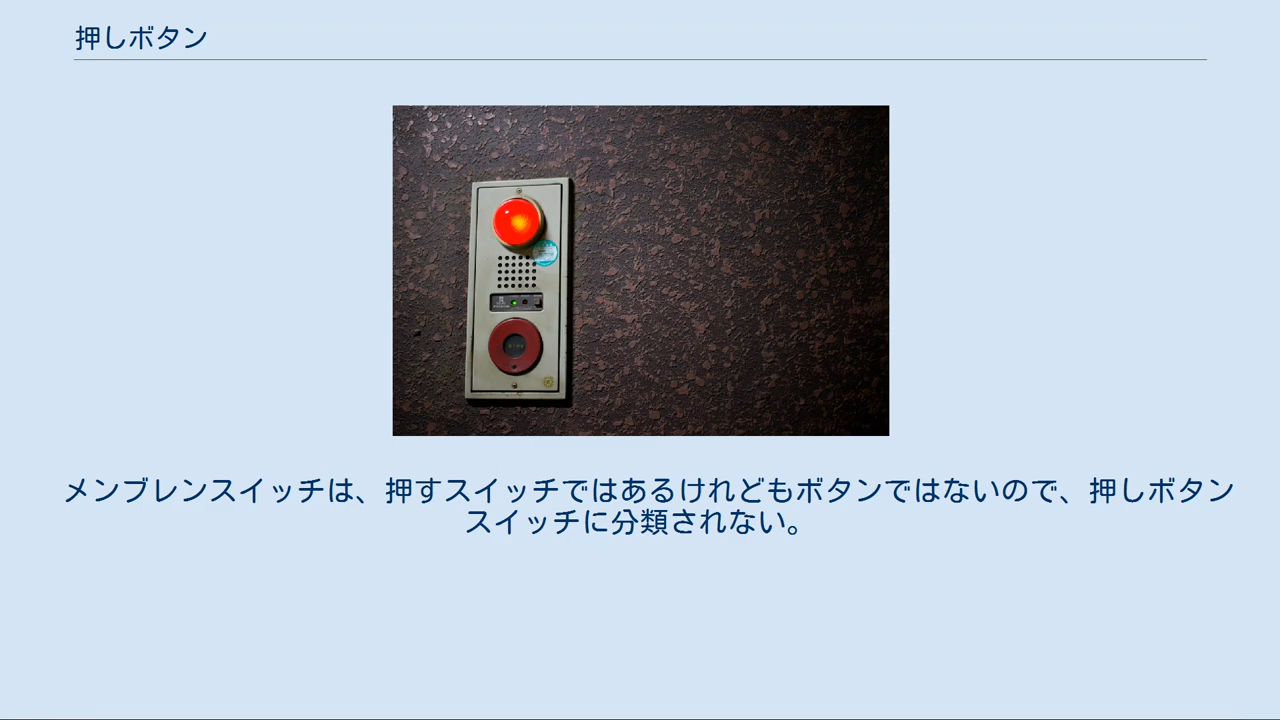 押しボタン
メンブレンスイッチは、押すスイッチではあるけれどもボタンではないので、押しボタン
スイッチに分類されない。